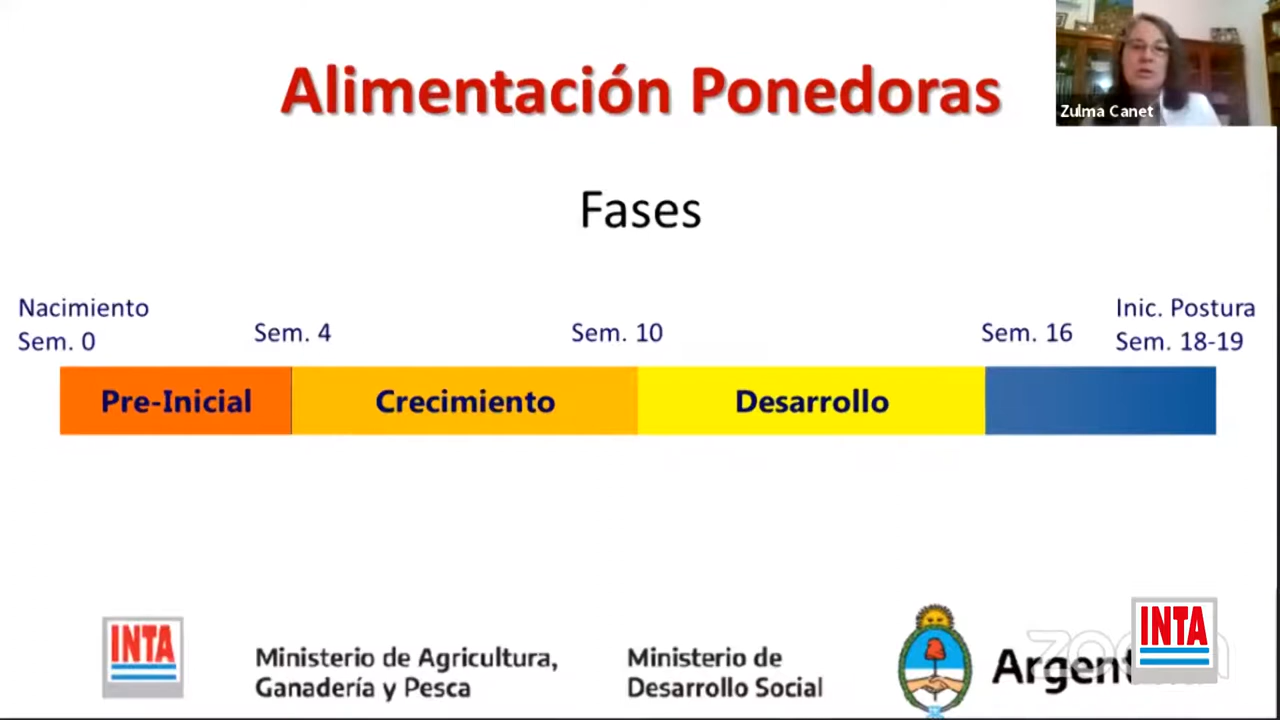 Alimentación Ponedoras
Zulma Canet
Fases
Nacimiento
Sem. 0
Sem. 4
Sem. 10
Sem. 16
Inic. Postura
Sem. 18-19
Pre-Inicial
Crecimiento
Desarrollo
INTA
Ministerio de Agricultura,
Ganadería y Pesca
Ministerio de
Desarrollo Social
Argent
INTA